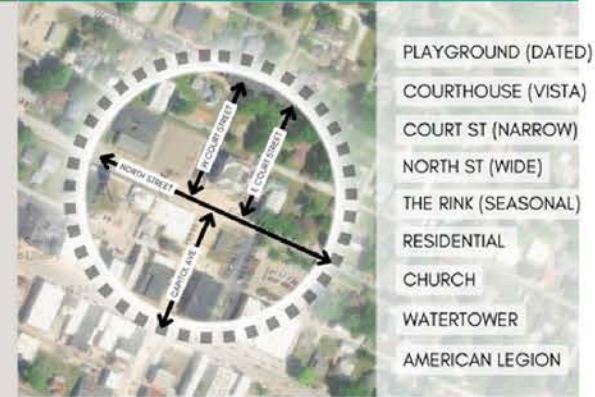 W COURT STREET
E COURT STREET
NORTH STREET
CAPITOL AVE
PLAYGROUND (DATED)
COURTHOUSE (VISTA)
COURT ST (NARROW)
NORTH ST (WIDE)
THE RINK (SEASONAL)
RESIDENTIAL
CHURCH
WATERTOWER
AMERICAN LEGION